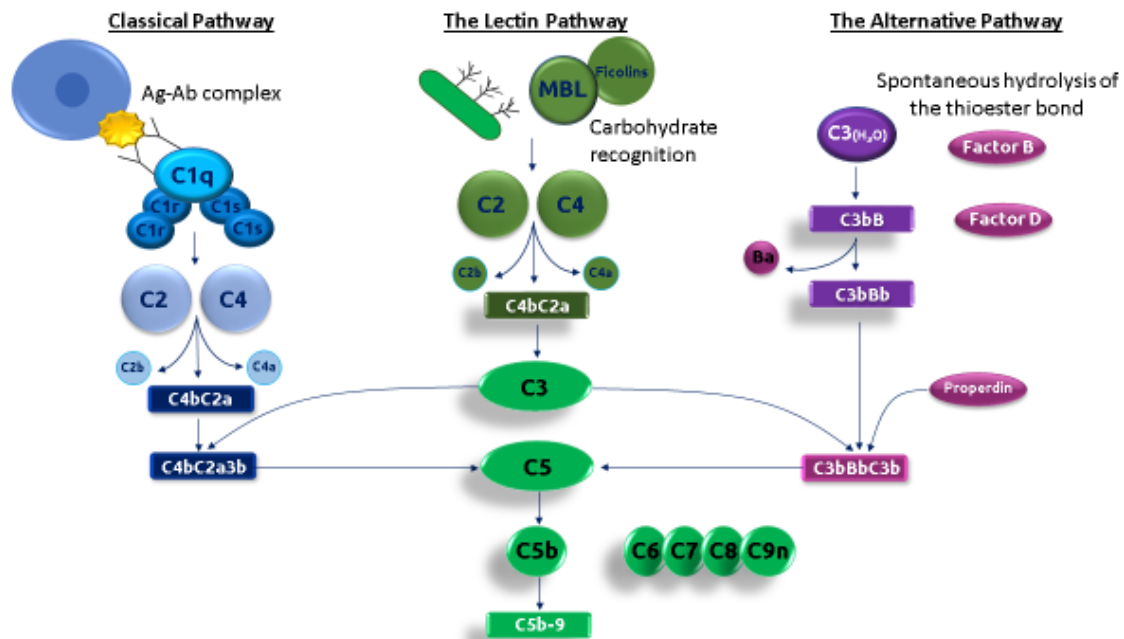 Classical Pathway
The Lectin Pathway
The Alternative Pathway
Ag-Ab complex
C1q
C1r
C1s
C1r
C1s
C2
C4
C2b
C4a
C4bC2a
C4bC2a3b
MBL
Ficolins
Carbohydrate
recognition
C2
C4
C2b
C4a
C4bC2a
C3
C5
C5b
C6
C7
C8
C9n
C5b-9
Spontaneous hydrolysis of
the thioester bond
C3(H₂O)
Factor B
C3bB
Factor D
Ba
C3bBb
Properdin
C3bBbC3b